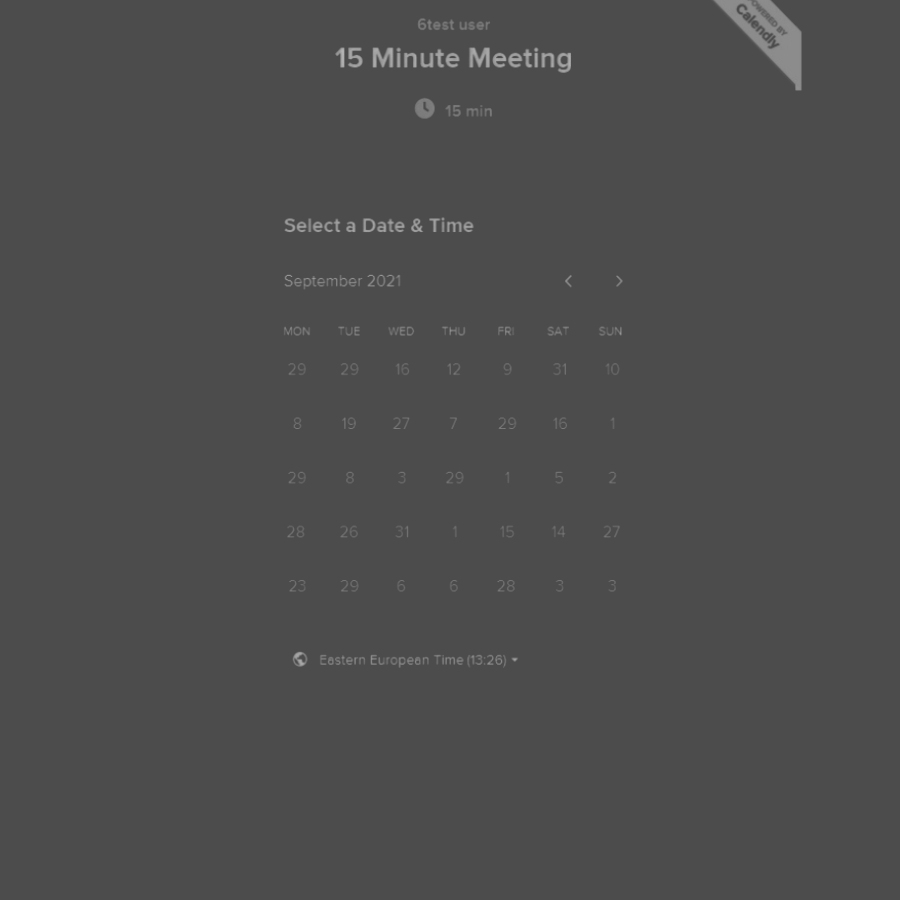 6test user
POWERED BY
Calendly
15 Minute Meeting
15 min
Select a Date & Time
September 2021
MON TUE WED THU FRI SAT SUN
29 29 16 12 9 31 10
8 19 27 7 29 16 1
29 8 3 29 1 5 2
28 26 31 1 15 14 27
23 29 6 6 28 3 3
Eastern European Time (13:26)